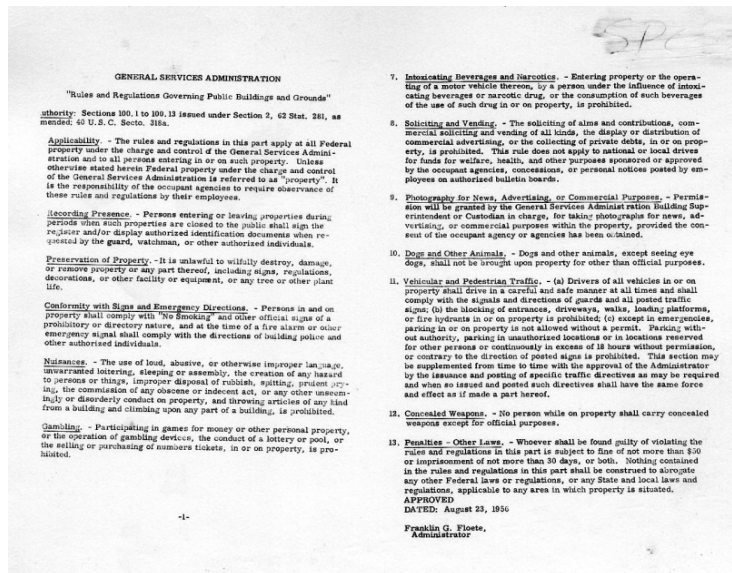 SPC
GENERAL SERVICES ADMINISTRATION
"Rules and Regulations Governing Public Buildings and Grounds"
uthority: Sections 100.1 to 100.13 issued under Section 2, 62 Stat. 281, as
mended; 40 U.S.C. Secto. 318a.
Applicability. - The rules and regulations in this part apply at all Federal
property under the charge and control of the General Services Admini-
stration and to all persons entering in or on such property. Unless
otherwise stated herein Federal property under the charge and control
of the General Services Administration is referred to as "property". It
is the responsibility of the occupant agencies to require observance of
these rules and regulations by their employees.
Recording Presence. - Persons entering or leaving properties during
periods when such properties are closed to the public shall sign the
register and/or display authorized identification documents when re-
quested by the guard, watchman, or other authorized individuals.
Preservation of Property. - It is unlawful to wilfully destroy, damage,
or remove property or any part thereof, including signs, regulations,
decorations, or other facility or equipment, or any tree or other plant
life.
Conformity with Signs and Emergency Directions. - Persons in and on
property shall comply with "No Smoking" and other official signs of a
prohibitory or directory nature, and at the time of a fire alarm or other
emergency signal shall comply with the directions of building police and
other authorized individuals.
Nuisances. - The use of loud, abusive, or otherwise improper language,
unwarranted loitering, sleeping or assembly, the creation of any hazard
to persons or things, improper disposal of rubbish, spitting, prurient pry-
ing, the commission of any obscene or indecent act, or any other unseem-
ingly or disorderly conduct on property, and throwing articles of any kind
from a building and climbing upon any part of a building, is prohibited.
Gambling. - Participating in games for money or other personal property,
or the operation of gambling devices, the conduct of a lottery or pool, or
the selling or purchasing of numbers tickets, in or on property, is pro-
hibited.
-1-
7. Intoxicating Beverages and Narcotics. - Entering property or the opera-
ting of a motor vehicle thereon, by a person under the influence of intoxi-
cating beverages or narcotic drug, or the consumption of such beverages
of the use of such drug in or on property, is prohibited.
8. Soliciting and Vending. - The soliciting of alms and contributions, com-
mercial soliciting and vending of all kinds, the display or distribution of
commercial advertising, or the collecting of private debts, in or on prop-
erty, is prohibited. This rule does not apply to national or local drives
for funds for welfare, health, and other purposes sponsored or approved
by the occupant agencies, concessions, or personal notices posted by em-
ployees on authorized bulletin boards.
9. Photography for News, Advertising, or Commercial Purposes. - Permis-
sion will be granted by the General Services Administration Building Sup-
erintendent or Custodian in charge, for taking photographs for news, ad-
vertising, or commercial purposes within the property, provided the con-
sent of the occupant agency or agencies has been obtained.
10. Dogs and Other Animals. - Dogs and other animals, except seeing eye
dogs, shall not be brought upon property for other than official purposes.
11. Vehicular and Pedestrian Traffic. - (a) Drivers of all vehicles in or on
property shall drive in a careful and safe manner at all times and shall
comply with the signals and directions of guards and all posted traffic
signs; (b) the blocking of entrances, driveways, walks, loading platforms,
or fire hydrants in or on property is prohibited; (c) except in emergencies,
parking in or on property is not allowed without a permit. Parking with-
out authority, parking in unauthorized locations or in locations reserved
for other persons or continuously in excess of 18 hours without permission,
or contrary to the direction of posted signs is prohibited. This section may
be supplemented from time to time with the approval of the Administrator
by the issuance and posting of specific traffic directives as may be required
and when so issued and posted such directives shall have the same force
and effect as if made a part hereof.
12. Concealed Weapons. - No person while on property shall carry concealed
weapons except for official purposes.
13. Penalties - Other Laws. - Whoever shall be found guilty of violating the
rules and regulations in this part is subject to fine of not more than $50
or imprisonment of not more than 30 days, or both. Nothing contained
in the rules and regulations in this part shall be construed to abrogate
any other Federal laws or regulations, or any State and local laws and
regulations, applicable to any area in which property is situated.
APPROVED
DATED: August 23, 1956
Franklin G. Floete,
Administrator